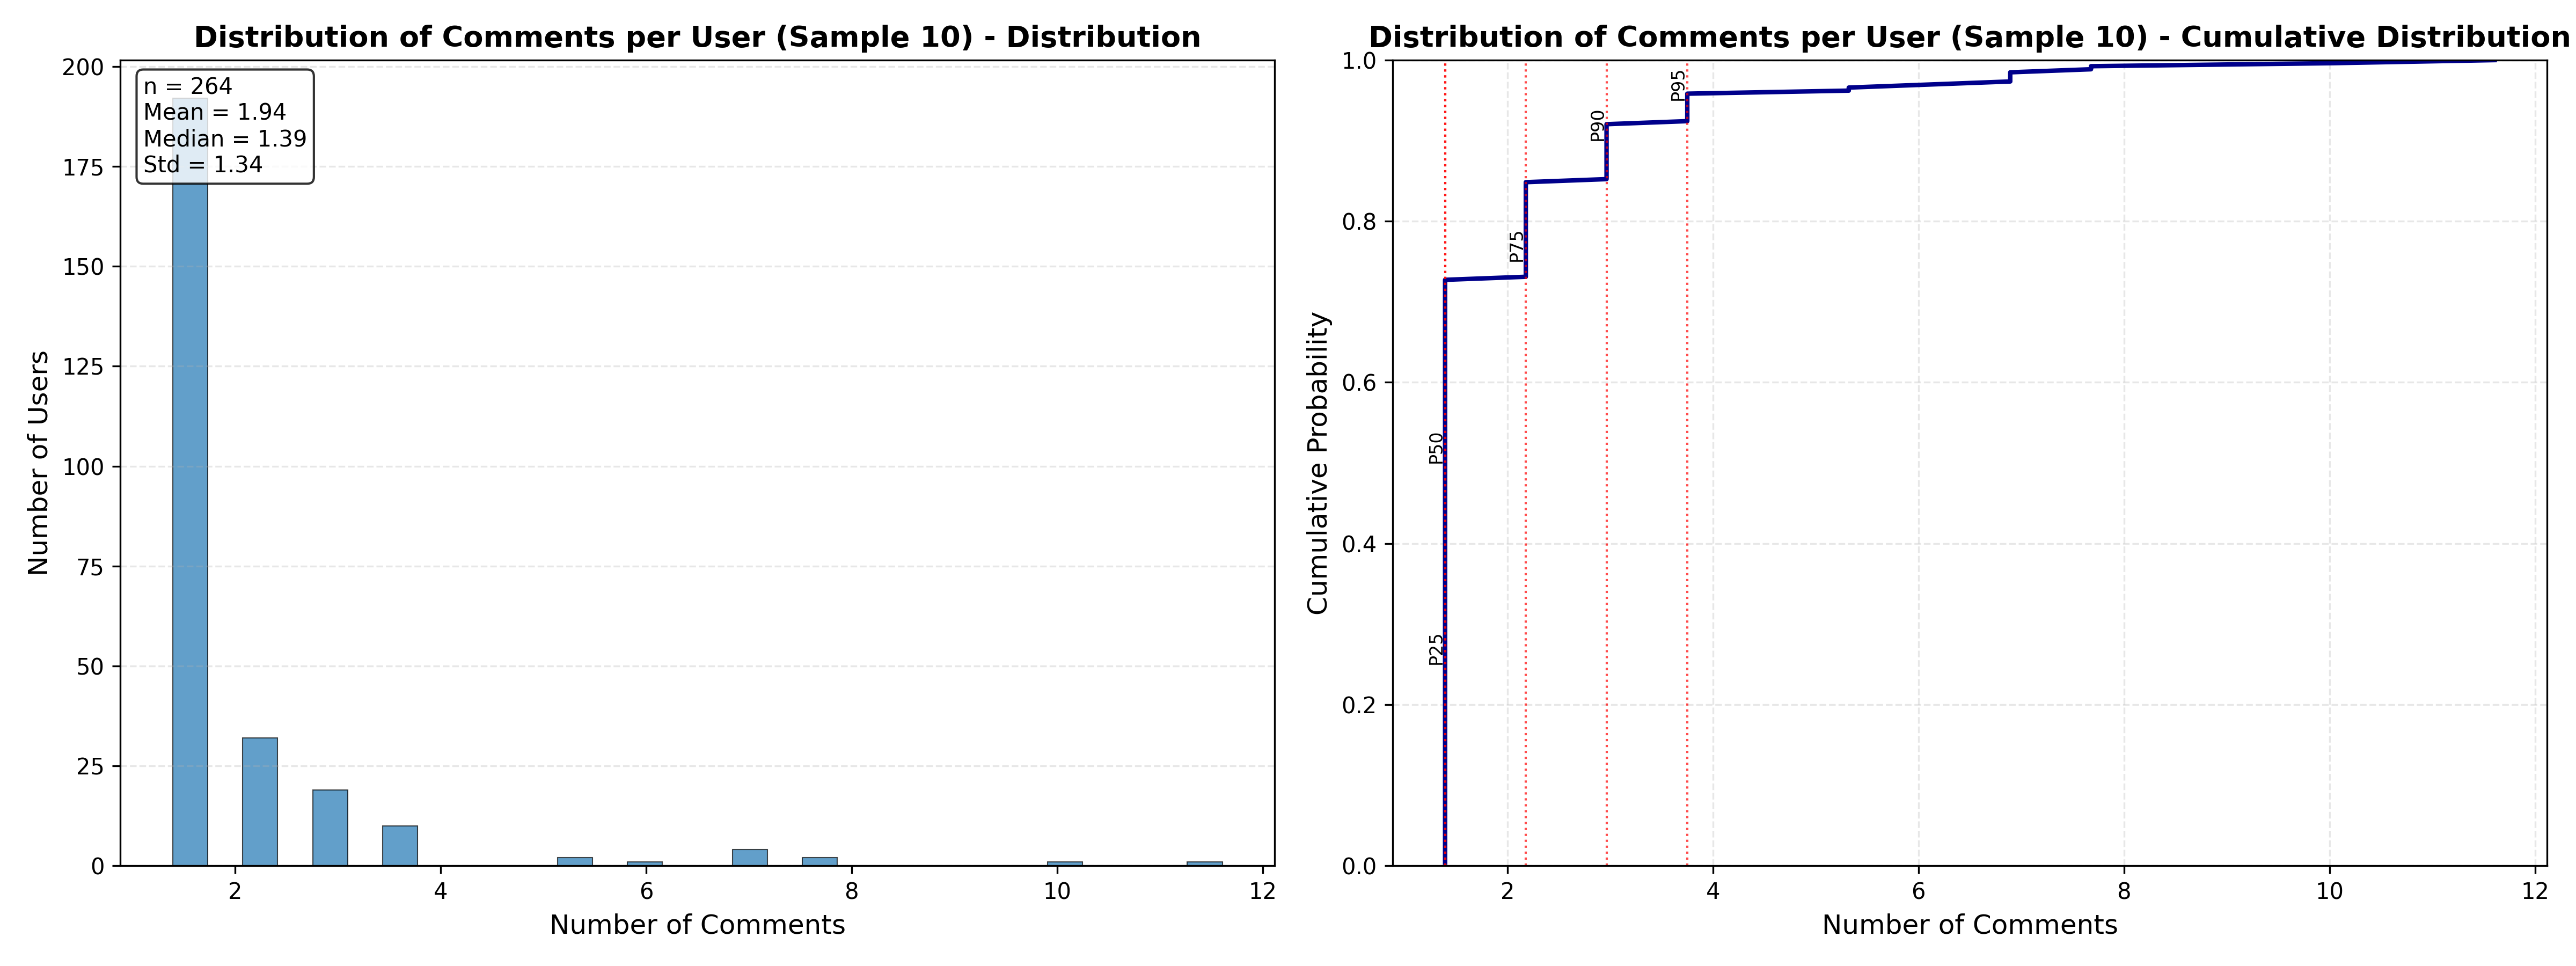 Distribution of Comments per User (Sample 10) - Distribution
n = 264
Mean = 1.94
Median = 1.39
Std = 1.34
Number of Users
200
175
150
125
100
75
50
25
0
2
4
6
8
10
12
Number of Comments
Distribution of Comments per User (Sample 10) - Cumulative Distribution
Cumulative Probability
1.0
0.8
0.6
0.4
0.2
0.0
P25
P50
P75
P90
P95
2
4
6
8
10
12
Number of Comments